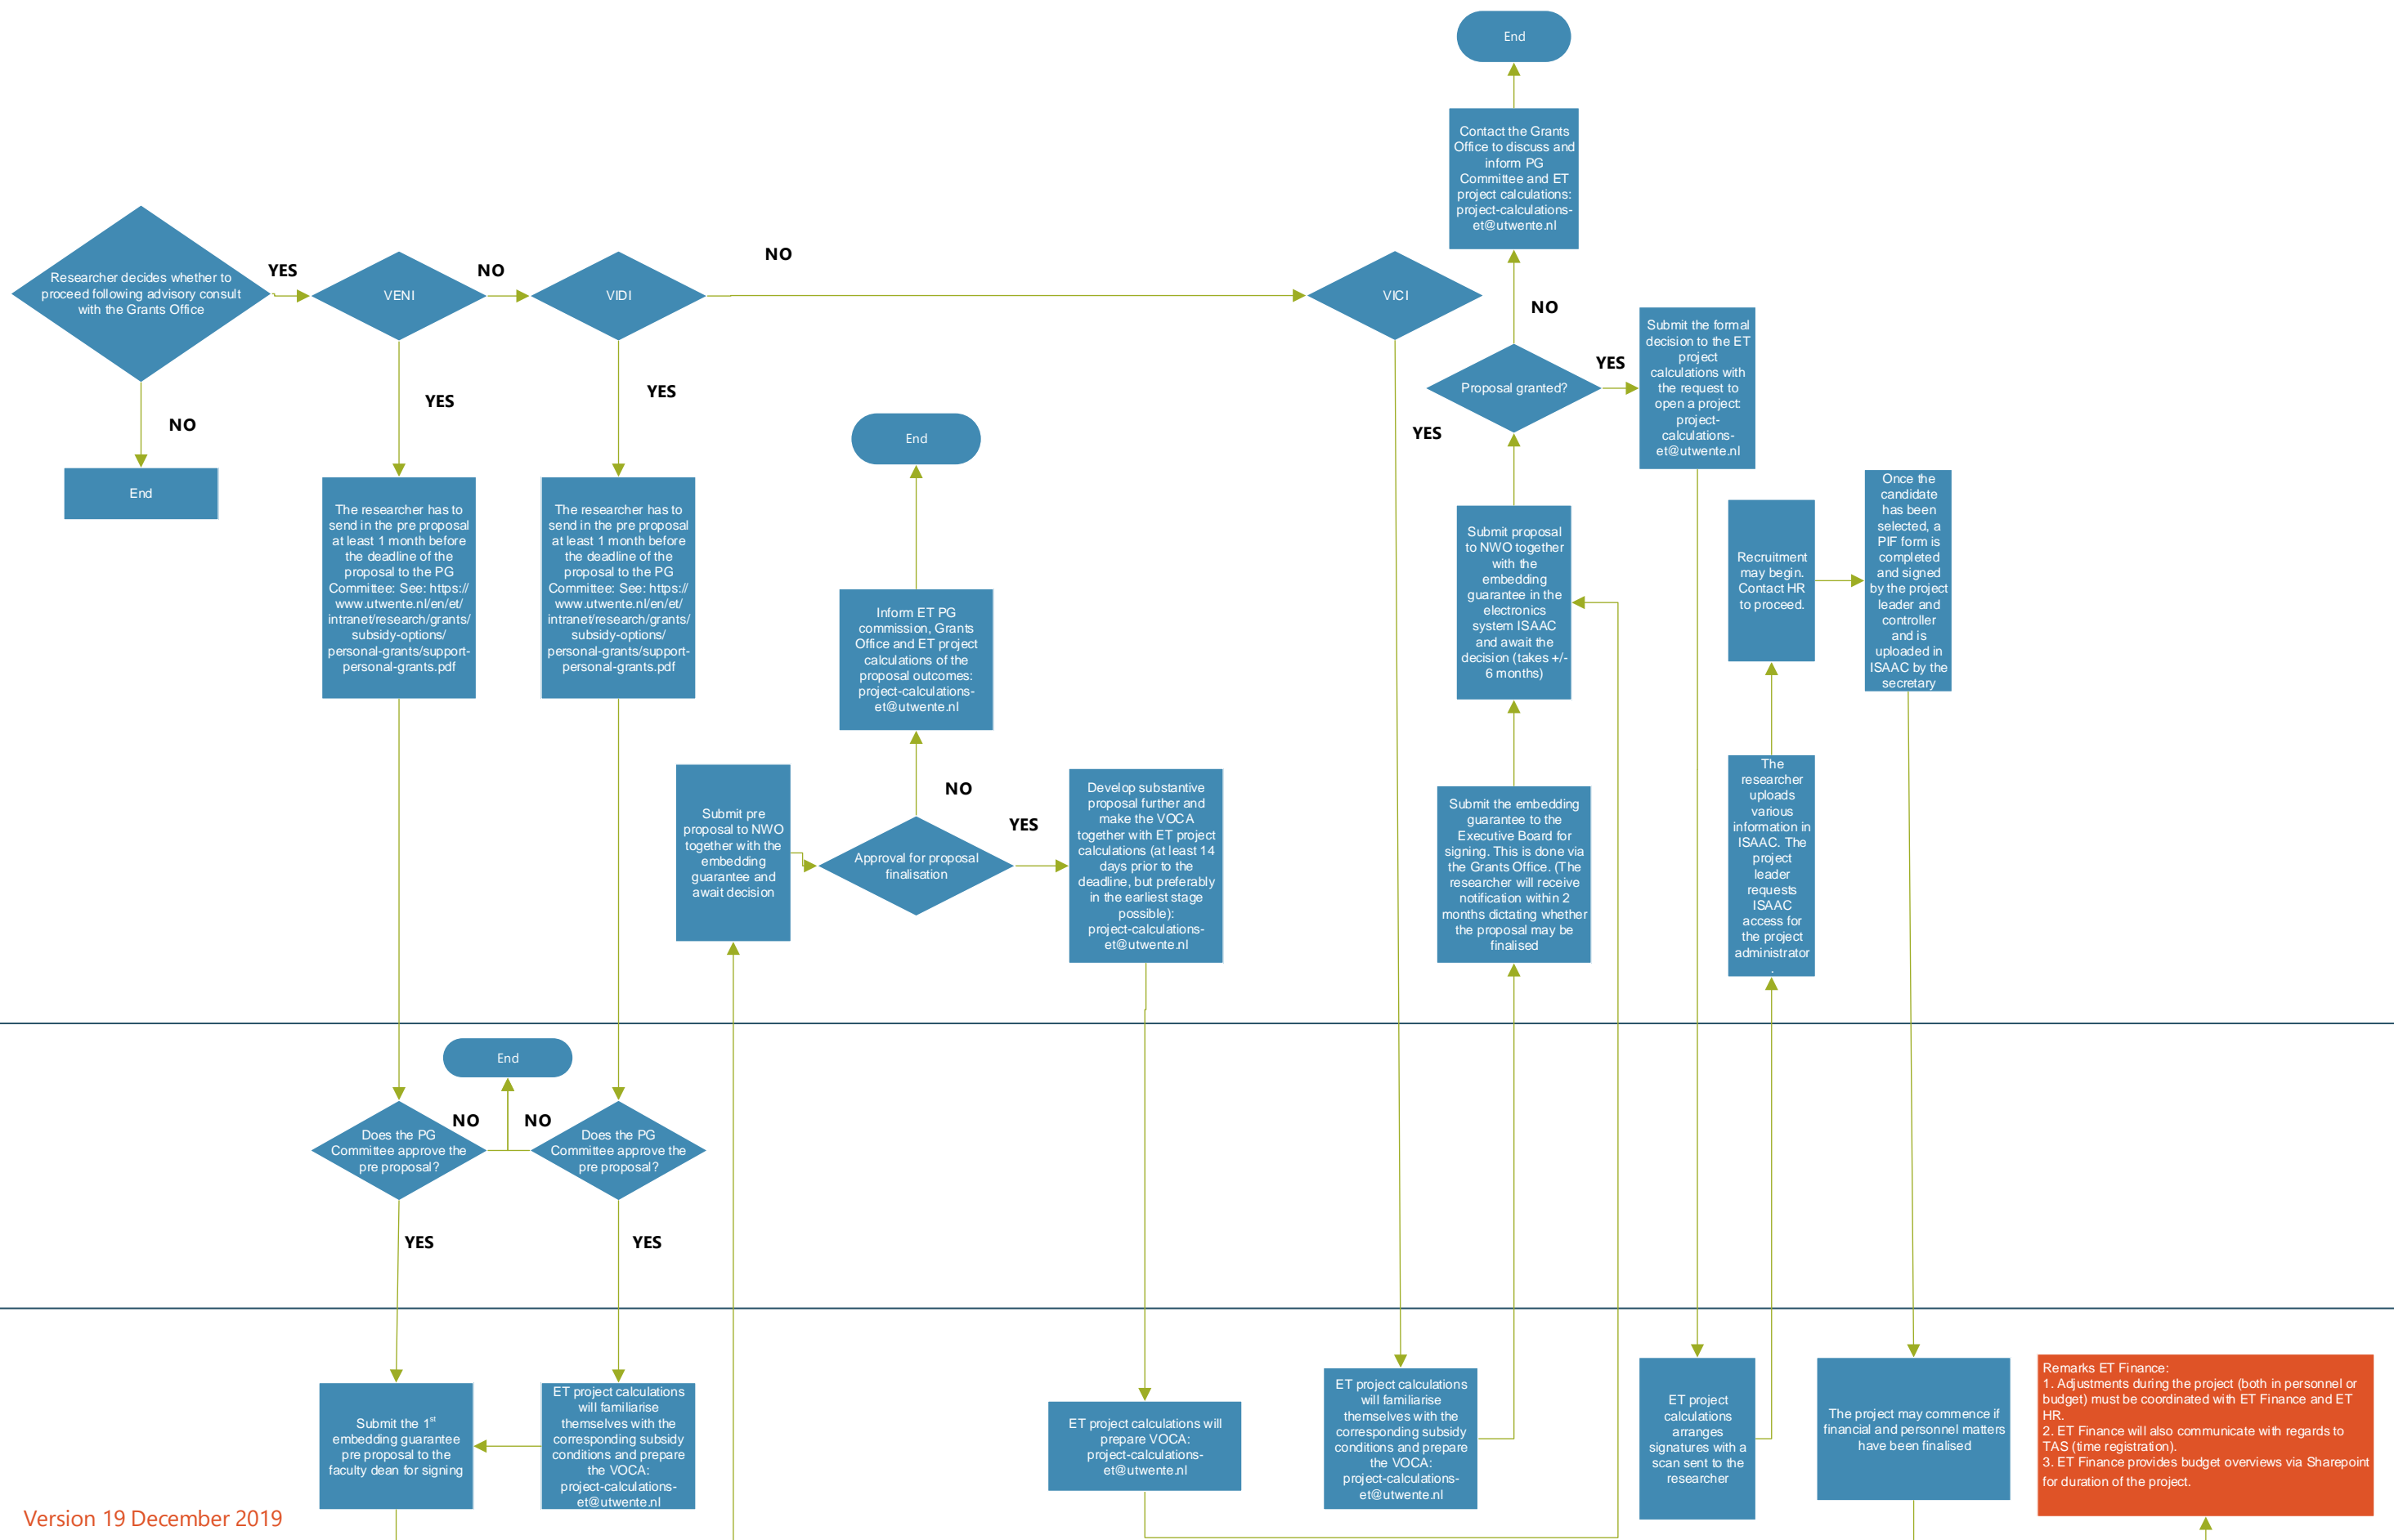 End
Contact the Grants
Office to discuss and
inform PG
Committee and ET
project calculations:
project-calculations-
et@utwente.nl
Researcher decides whether to
proceed following advisory consult
with the Grants Office
YES
VENI
NO
VIDI
NO
VICI
NO
YES
YES
NO
End
YES
Proposal granted?
YES
Submit the formal
decision to the ET
project
calculations with
the request to
open a project:
project-
calculations-
et@utwente.nl
End
The researcher has to
send in the pre proposal
at least 1 month before
the deadline of the
proposal to the PG
Committee: See: https://
www.utwente.nl/en/et/
intranet/research/grants/
subsidy-options/
personal-grants/support-
personal-grants.pdf
The researcher has to
send in the pre proposal
at least 1 month before
the deadline of the
proposal to the PG
Committee: See: https://
www.utwente.nl/en/et/
intranet/research/grants/
subsidy-options/
personal-grants/support-
personal-grants.pdf
Inform ET PG
commission, Grants
Office and ET project
calculations of the
proposal outcomes:
project-calculations-
et@utwente.nl
Submit proposal
to NWO together
with the
embedding
guarantee in the
electronics
system ISAAC
and await the
decision (takes +/-
6 months)
Recruitment
may begin.
Contact HR
to proceed.
Once the
candidate
has been
selected, a
PIF form is
completed
and signed
by the project
leader and
controller
and is
uploaded in
ISAAC by the
secretary
Submit pre
proposal to NWO
together with the
embedding
guarantee and
await decision
NO
Approval for proposal
finalisation
YES
Develop substantive
proposal further and
make the VOCA
together with ET project
calculations (at least 14
days prior to the
deadline, but preferably
in the earliest stage
possible):
project-calculations-
et@utwente.nl
Submit the embedding
guarantee to the
Executive Board for
signing. This is done via
the Grants Office. (The
researcher will receive
notification within 2
months dictating whether
the proposal may be
finalised
The
researcher
uploads
various
information in
ISAAC. The
project
leader
requests
ISAAC
access for
the project
administrator
.
End
NO
NO
Does the PG
Committee approve the
pre proposal?
Does the PG
Committee approve the
pre proposal?
YES
YES
Submit the 1st
embedding guarantee
pre proposal to the
faculty dean for signing
ET project calculations
will familiarise
themselves with the
corresponding subsidy
conditions and prepare
the VOCA:
project-calculations-
et@utwente.nl
ET project calculations will
prepare VOCA:
project-calculations-
et@utwente.nl
ET project calculations
will familiarise
themselves with the
corresponding subsidy
conditions and prepare
the VOCA:
project-calculations-
et@utwente.nl
ET project
calculations
arranges
signatures with a
scan sent to the
researcher
The project may commence if
financial and personnel matters
have been finalised
Remarks ET Finance:
1. Adjustments during the project (both in personnel or
budget) must be coordinated with ET Finance and ET
HR.
2. ET Finance will also communicate with regards to
TAS (time registration).
3. ET Finance provides budget overviews via Sharepoint
for duration of the project.
Version 19 December 2019